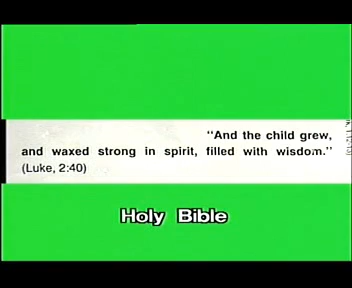 "And the child grew,
and waxed strong in spirit, filled with wisdom."
(Luke, 2:40)
Holy Bible